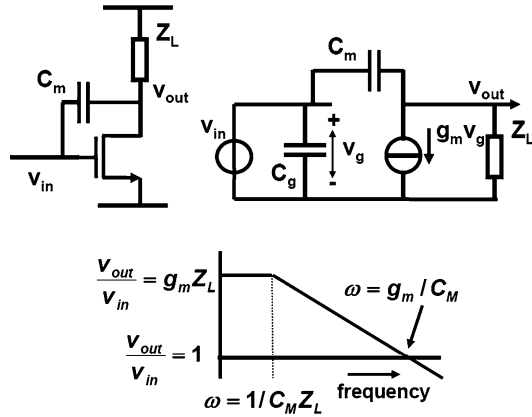 Z_L
C_m
v_out
v_in
C_m
v_out
v_in
+
v_g
-
C_g
g_m v_g
Z_L
v_out / v_in = g_m Z_L
ω = g_m / C_M
v_out / v_in = 1
frequency
ω = 1 / C_M Z_L